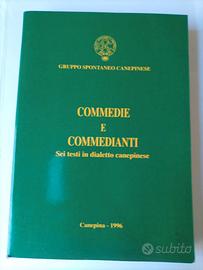 GRUPPO SPONTANEO CANEPINESE
COMMEDIE
E
COMMEDIANTI
Sei testi in dialetto canepinese
Canepina - 1996
subito